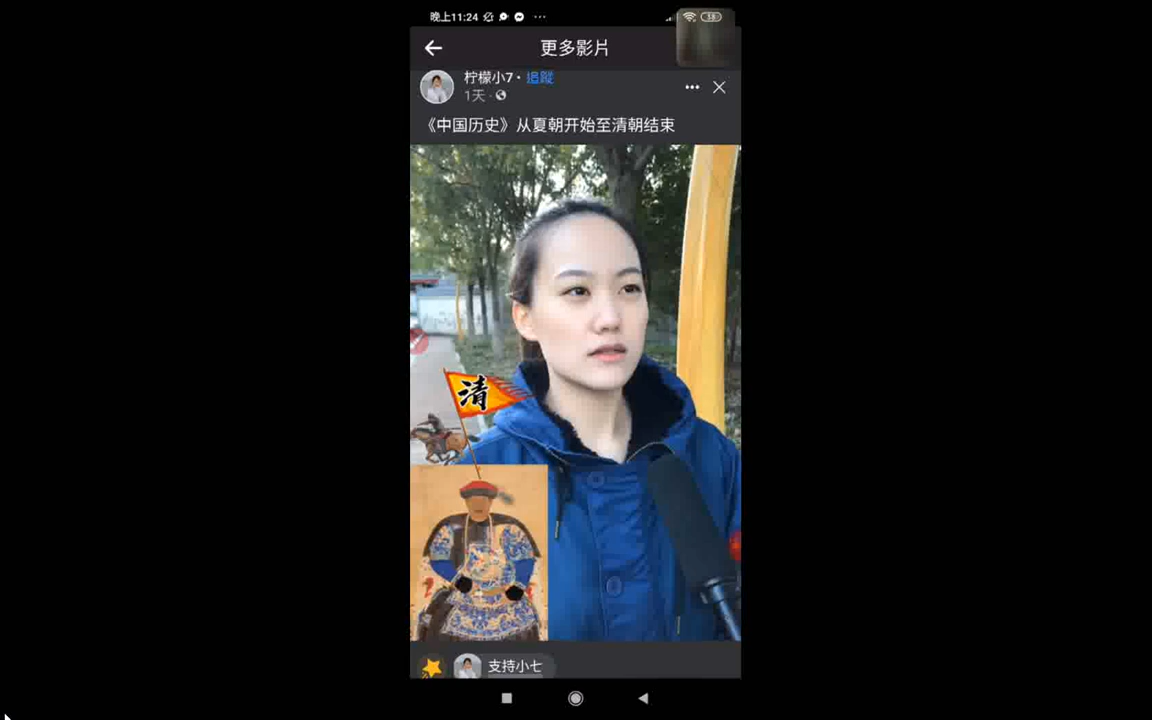 晚上11:24
38
更多影片
柠檬小7 · 追蹤
1天 ·
《中国历史》从夏朝开始至清朝结束
清
支持小七